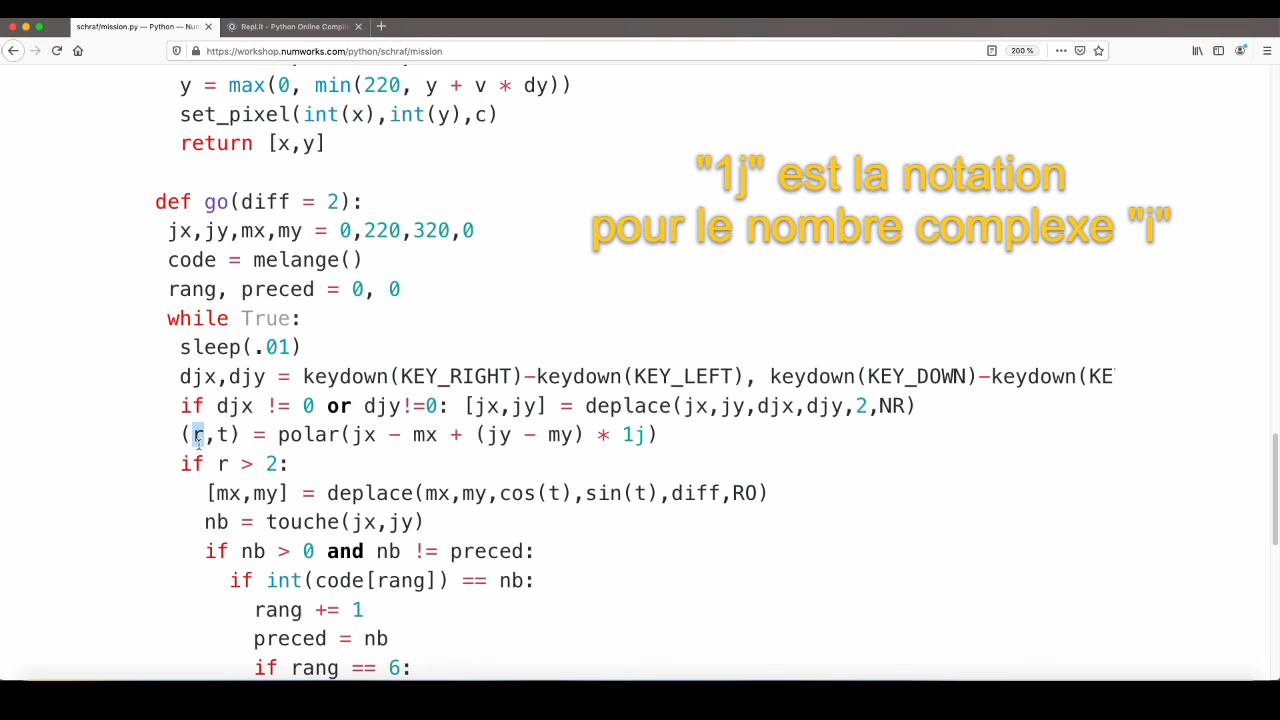 schraf/mission.py — Python — Num
Repl.it - Python Online Compile
https://workshop.numworks.com/python/schraf/mission
200 %
y = max(0, min(220, y + v * dy))
set_pixel(int(x),int(y),c)
return [x,y]
"1j" est la notation
pour le nombre complexe "i"
def go(diff = 2):
jx,jy,mx,my = 0,220,320,0
code = melange()
rang, preced = 0, 0
while True:
sleep(.01)
djx,djy = keydown(KEY_RIGHT)-keydown(KEY_LEFT), keydown(KEY_DOWN)-keydown(KE
if djx != 0 or djy!=0: [jx,jy] = deplace(jx,jy,djx,djy,2,NR)
(r,t) = polar(jx - mx + (jy - my) * 1j)
if r > 2:
[mx,my] = deplace(mx,my,cos(t),sin(t),diff,RO)
nb = touche(jx,jy)
if nb > 0 and nb != preced:
if int(code[rang]) == nb:
rang += 1
preced = nb
if rang == 6: